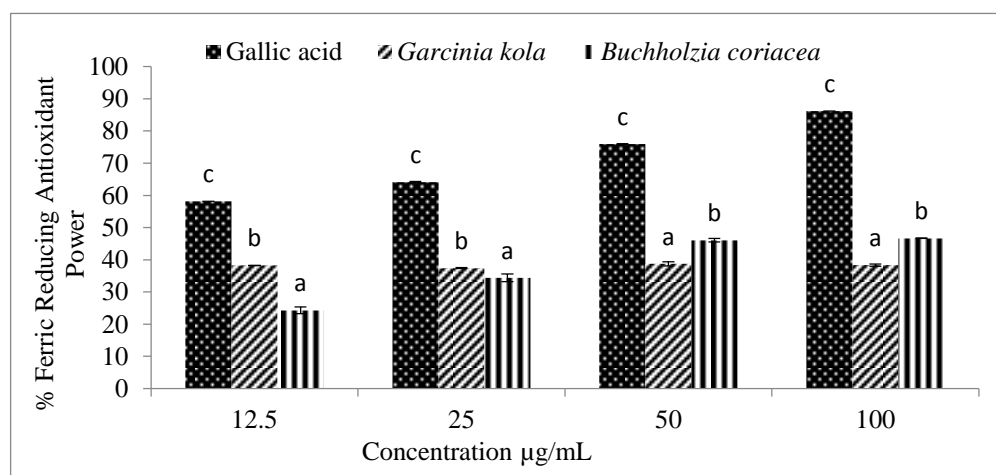 Gallic acid Garcinia kola Buchholzia coriacea
% Ferric Reducing Antioxidant
Power
100
90
80
70
60
50
40
30
20
10
0
c b a
c b a
c a b
c a b
12.5 25 50 100
Concentration µg/mL